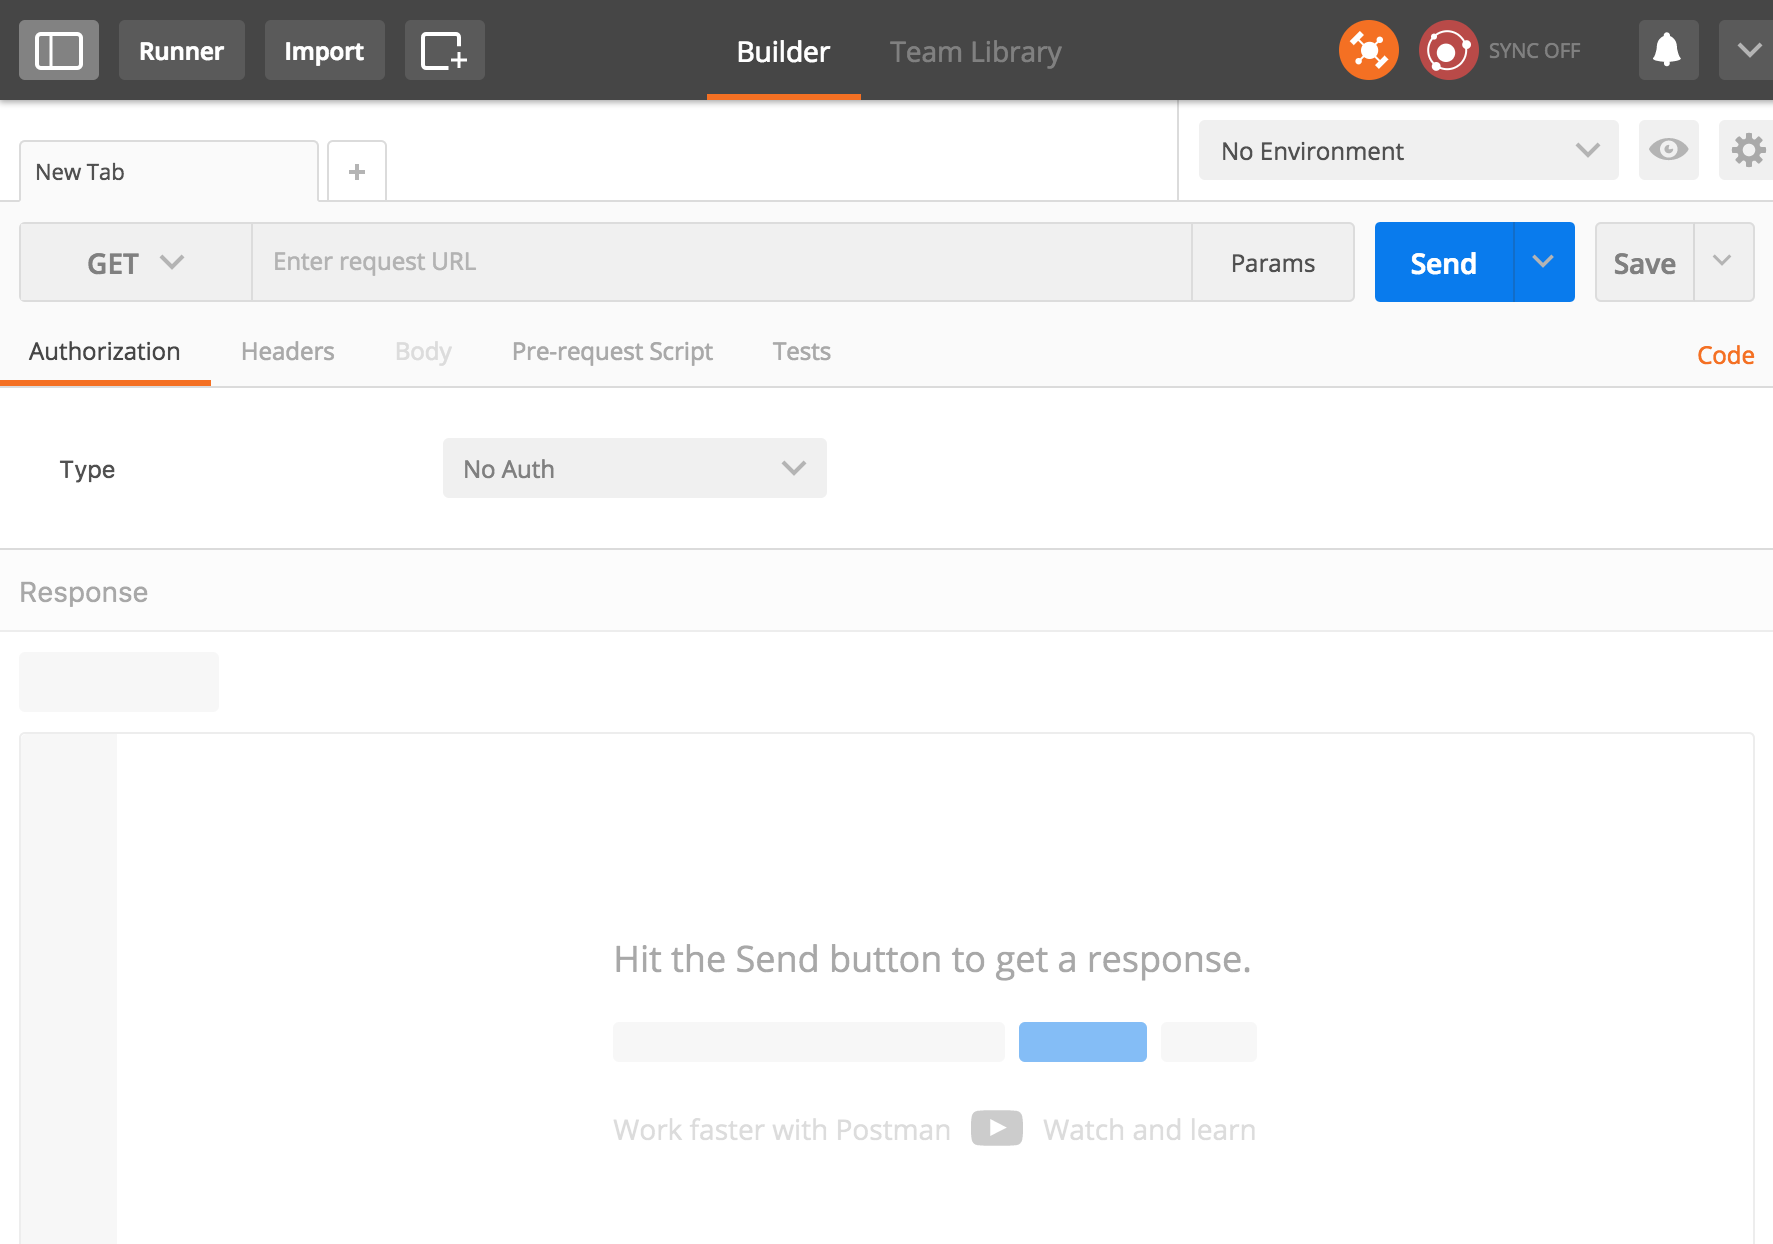 Runner Import Builder Team Library SYNC OFF
New Tab + No Environment
GET Enter request URL Params Send Save
Authorization Headers Body Pre-request Script Tests Code
Type No Auth
Response
Hit the Send button to get a response.
Work faster with Postman Watch and learn